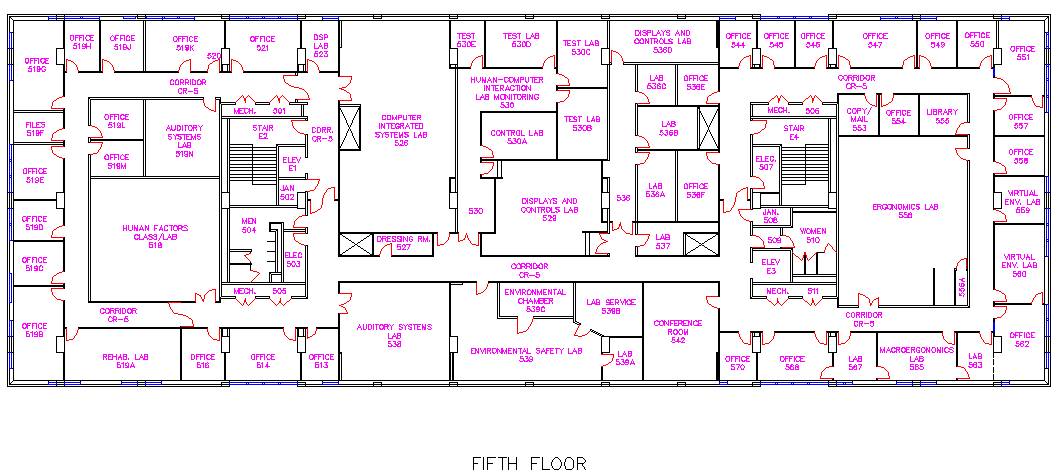 OFFICE
519H
OFFICE
519J
OFFICE
519K
520
OFFICE
521
DSP
LAB
523
TEST
530E
TEST LAB
530D
TEST LAB
530C
DISPLAYS AND
CONTROLS LAB
536D
OFFICE
544
OFFICE
545
OFFICE
546
OFFICE
547
OFFICE
549
OFFICE
550
OFFICE
551
OFFICE
519G
CORRIDOR
CR-5
MECH. 501
HUMAN-COMPUTER
INTERACTION
LAB MONITORING
530
LAB
536C
OFFICE
536E
CORRIDOR
CR-5
MECH. 506
FILES
519F
OFFICE
519L
AUDITORY
SYSTEMS
LAB
519N
STAIR
E2
CORR.
CR-5
COMPUTER
INTEGRATED
SYSTEMS LAB
526
CONTROL LAB
530A
TEST LAB
530B
LAB
536B
STAIR
E4
COPY/
MAIL
553
OFFICE
554
LIBRARY
555
OFFICE
557
OFFICE
519E
OFFICE
519M
ELEV
E1
JAN
502
LAB
536A
OFFICE
536F
ELEC.
507
OFFICE
558
OFFICE
519D
HUMAN FACTORS
CLASS/LAB
518
MEN
504
530
DISPLAYS AND
CONTROLS LAB
529
536
JAN.
508
509
WOMEN
510
ERGONOMICS LAB
556
VIRTUAL
ENV. LAB
559
OFFICE
519C
ELEC
503
DRESSING RM.
527
LAB
537
ELEV
E3
VIRTUAL
ENV. LAB
560
CORRIDOR
CR-5
MECH. 505
MECH. 511
556A
OFFICE
519B
CORRIDOR
CR-5
AUDITORY SYSTEMS
LAB
538
ENVIRONMENTAL
CHAMBER
539C
LAB SERVICE
539B
CONFERENCE
ROOM
542
CORRIDOR
CR-5
OFFICE
562
REHAB. LAB
519A
OFFICE
516
OFFICE
514
OFFICE
513
ENVIRONMENTAL SAFETY LAB
539
LAB
539A
OFFICE
570
OFFICE
568
LAB
567
MACROERGONONICS
LAB
565
LAB
563
FIFTH FLOOR